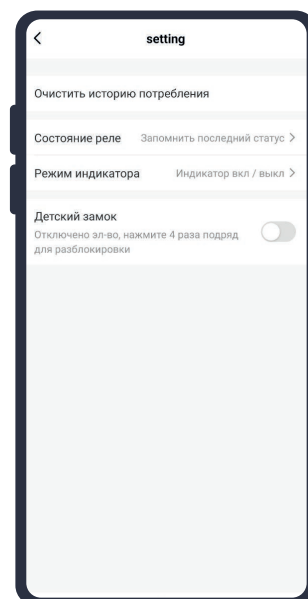 setting
Очистить историю потребления
Состояние реле Запомнить последний статус
Режим индикатора Индикатор вкл / выкл
Детский замок
Отключено эл-во, нажмите 4 раза подряд
для разблокировки